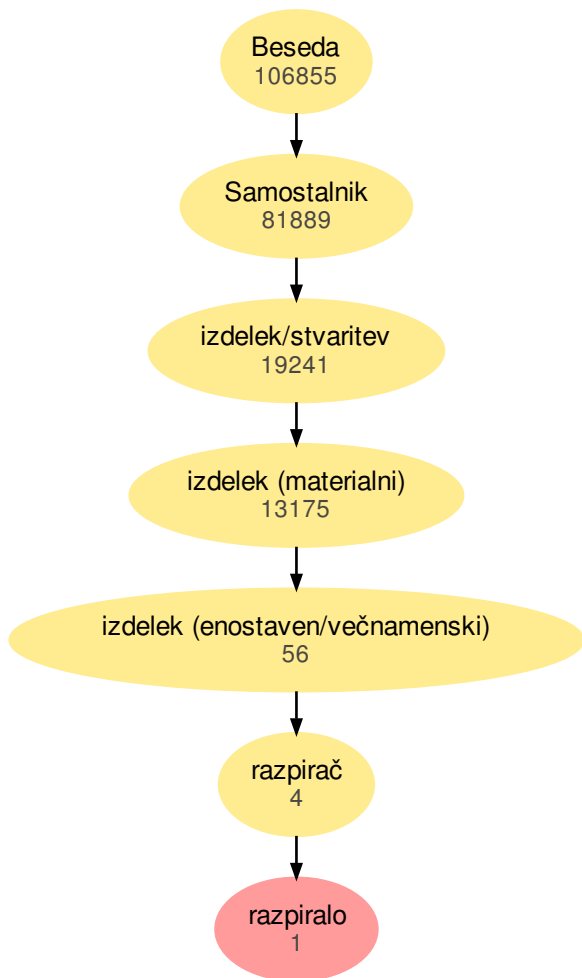 Beseda
106855
Samostalnik
81889
izdelek/stvaritev
19241
izdelek (materialni)
13175
izdelek (enostaven/večnamenski)
56
razpirač
4
razpiralo
1